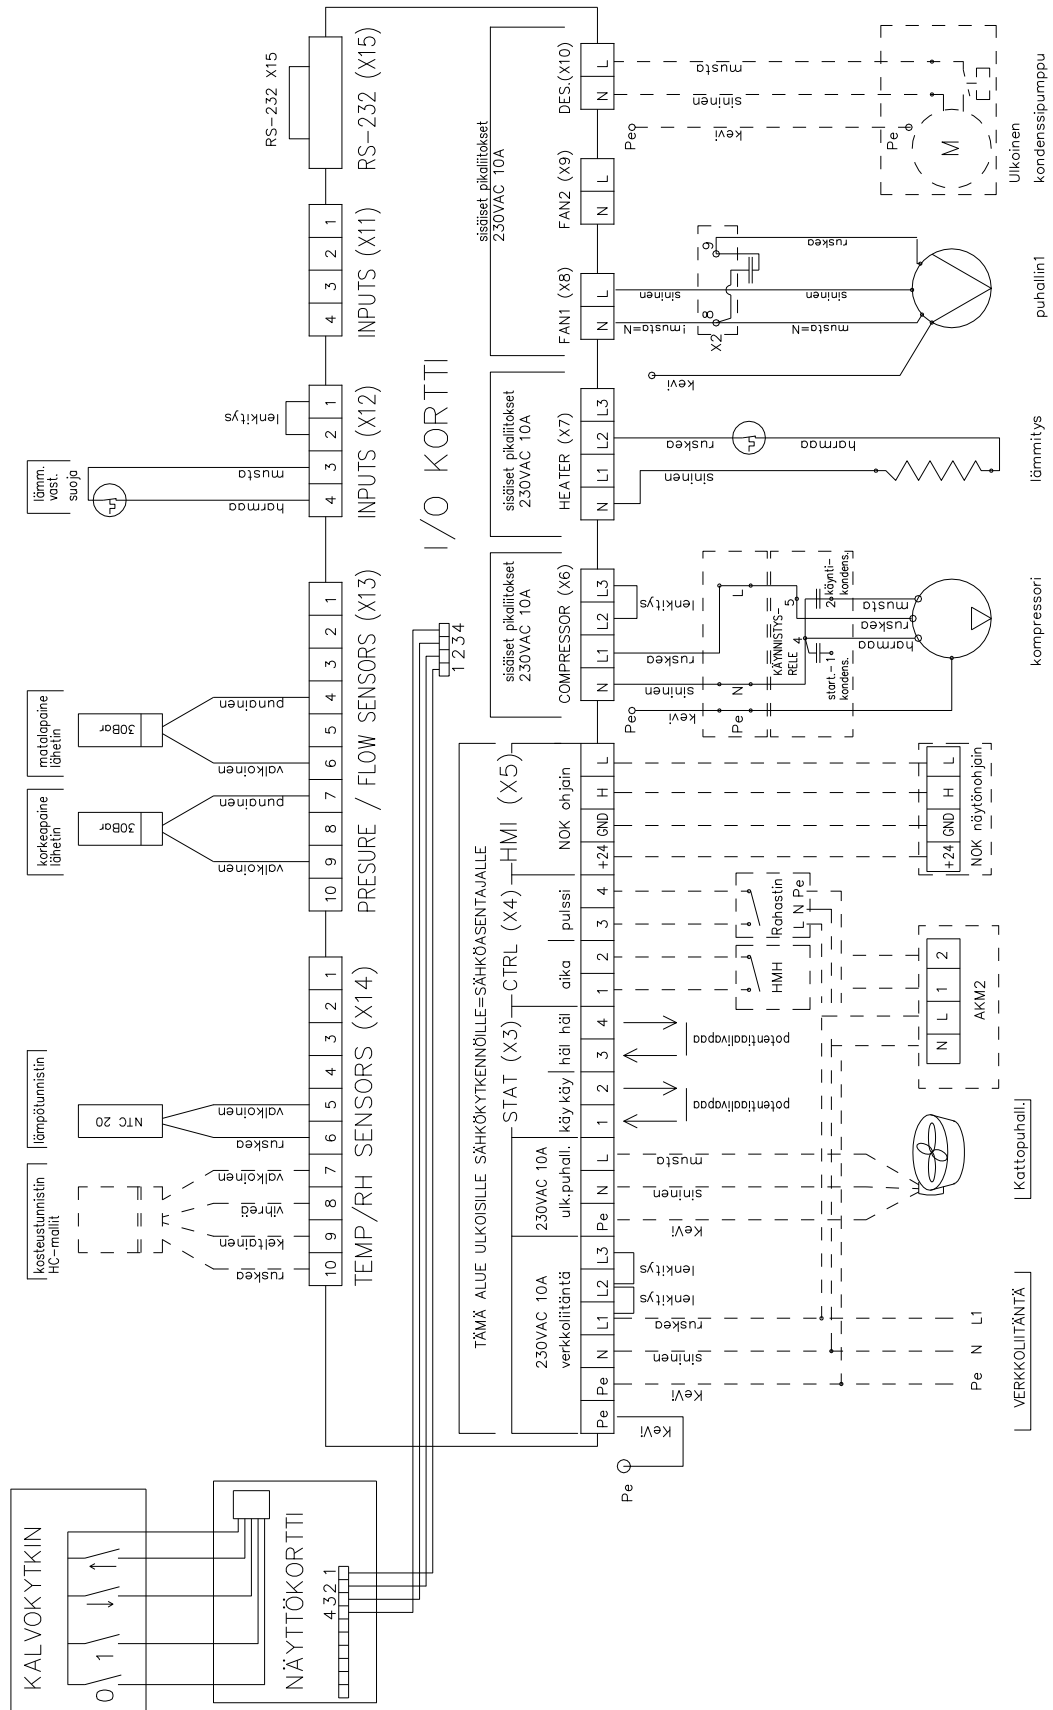 KALVOKYTKIN
0 1
NÄYTTÖKORTTI
4321
kosteustunnistin
HC-mallit
ruskea
keltainen
vihreä
valkoinen
lämpötunnistin
NTC 20
ruskea
valkoinen
10 9 8 7 6 5 4 3 2 1
TEMP/RH SENSORS (X14)
korkeapaine
lähetin
30Bar
valkoinen
punainen
matalapaine
lähetin
30Bar
valkoinen
punainen
10 9 8 7 6 5 4 3 2 1
PRESURE / FLOW SENSORS (X13)
lämm.
vast.
suoja
harmaa
musta
lenkitys
4 3 2 1
INPUTS (X12)
4 3 2 1
INPUTS (X11)
RS-232 X15
RS-232 (X15)
1234
I/O KORTTI
TÄMÄ ALUE ULKOISILLE SÄHKÖKYTKENNÖILLE=SÄHKÖASENTAJALLE
STAT (X3)
CTRL (X4)
HMI (X5)
230VAC 10A
verkkoliitäntä
230VAC 10A
ulk.puhall.
käy käy
häl häl
aika
pulssi
NOK ohjain
Pe Pe N L1 L2 L3 Pe N L 1 2 3 4 1 2 3 4 +24 GND H L
sisäiset pikaliitokset
230VAC 10A
COMPRESSOR (X6)
N L1 L2 L3
sisäiset pikaliitokset
230VAC 10A
HEATER (X7)
N L1 L2 L3
sisäiset pikaliitokset
230VAC 10A
FAN1 (X8)
N L
FAN2 (X9)
N L
DES.(X10)
N L
Pe
KeVi
KeVi
sininen
ruskea
lenkitys
lenkitys
Pe N L1
VERKKOLIITÄNTÄ
KeVi
sininen
musta
Kattopuhall.
potentiaalivapaa
potentiaalivapaa
HMH
Rahastin
L N Pe
N L 1 2
AKM2
+24 GND H L
NOK näytönohjain
Pe
kevi
sininen
ruskea
lenkitys
Pe
N
L
KÄYNNISTYS-
RELE
4
5
start.-1
kondens.
2-käynti-
kondens.
harmaa
ruskea
musta
kompressori
sininen
ruskea
harmaa
lämmitys
kevi
!musta=N
sininen
X2
8
9
musta=N
sininen
ruskea
puhallin1
Pe
kevi
sininen
musta
Pe
M
Ulkoinen
kondenssipumppu